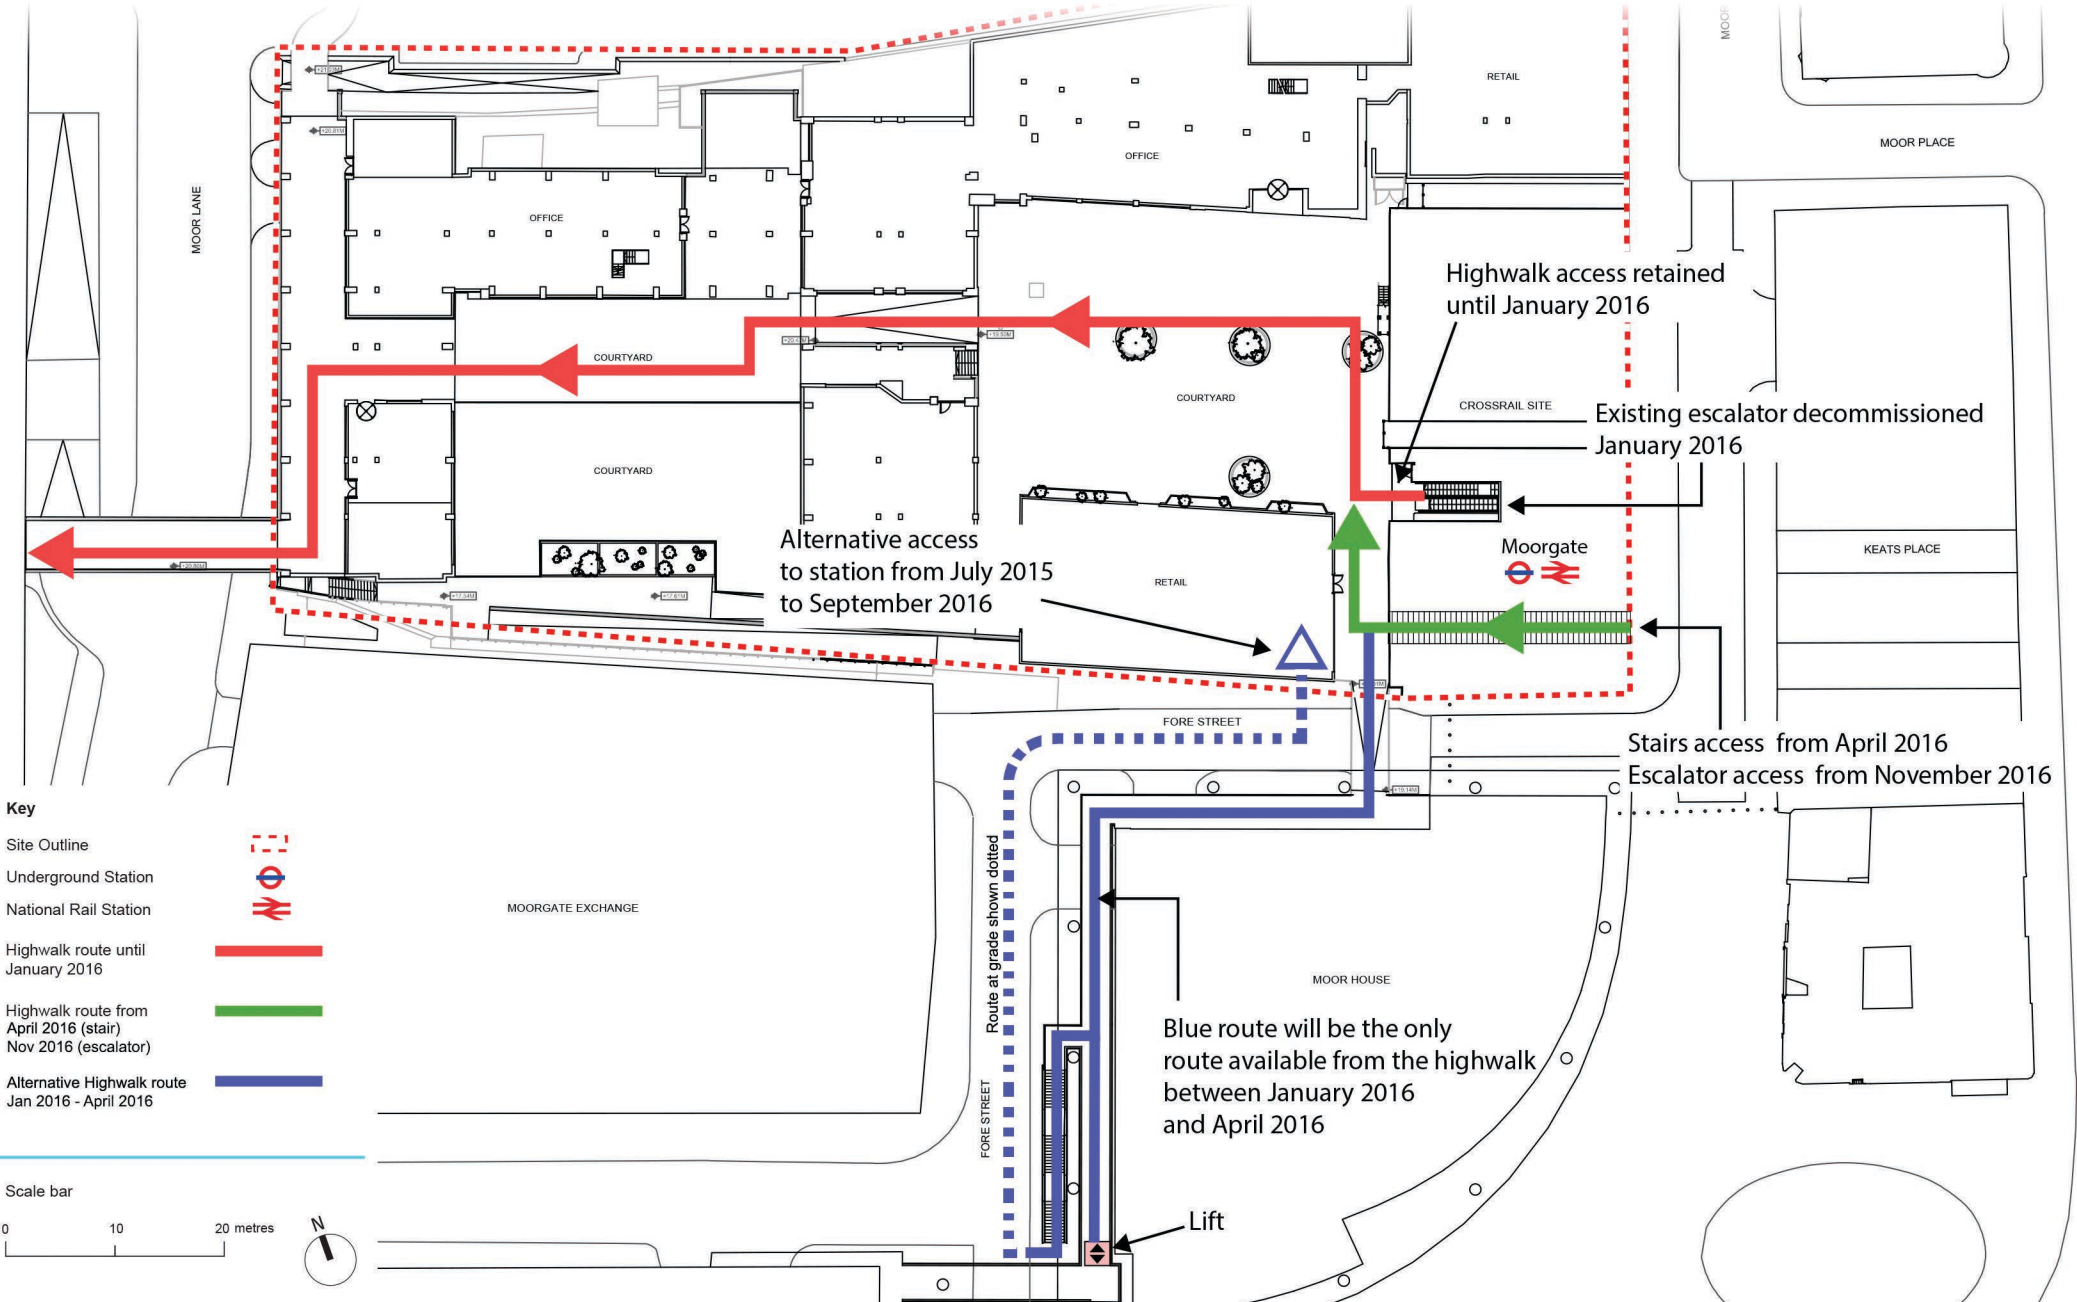 MOOR
RETAIL
MOOR PLACE
OFFICE
MOOR LANE
OFFICE
Highwalk access retained
until January 2016
COURTYARD
COURTYARD
CROSSRAIL SITE
Existing escalator decommissioned
January 2016
COURTYARD
Alternative access
to station from July 2015
to September 2016
Moorgate
KEATS PLACE
RETAIL
FORE STREET
Stairs access from April 2016
Escalator access from November 2016
Key
Site Outline
Underground Station
National Rail Station
Highwalk route until
January 2016
Highwalk route from
April 2016 (stair)
Nov 2016 (escalator)
Alternative Highwalk route
Jan 2016 - April 2016
Scale bar
0 10 20 metres
N
MOORGATE EXCHANGE
Route at grade shown dotted
FORE STREET
MOOR HOUSE
Blue route will be the only
route available from the highwalk
between January 2016
and April 2016
Lift